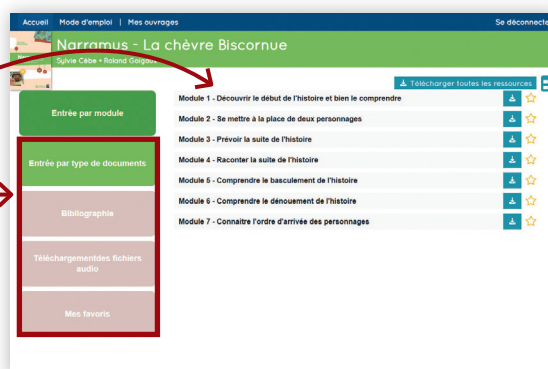 Accueil Mode d'emploi | Mes ouvrages Se déconnecte
Narramus - La chèvre Biscornue
Sylvie Cèbe • Roland Goigoux
Télécharger toutes les ressources
Entrée par module
Entrée par type de documents
Bibliographie
Téléchargementdes fichiers
audio
Mes favoris
Module 1 - Découvrir le début de l'histoire et bien le comprendre
Module 2 - Se mettre à la place de deux personnages
Module 3 - Prévoir la suite de l'histoire
Module 4 - Raconter la suite de l'histoire
Module 5 - Comprendre le basculement de l'histoire
Module 6 - Comprendre le dénouement de l'histoire
Module 7 - Connaitre l'ordre d'arrivée des personnages